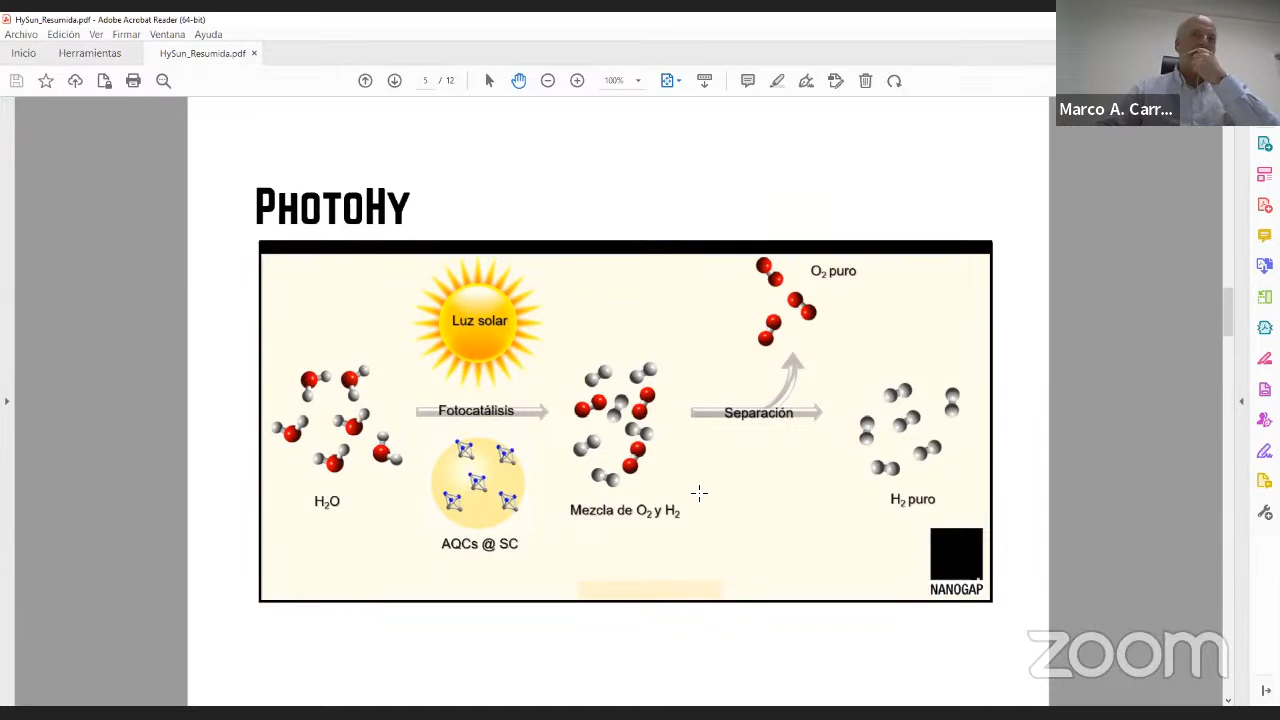 HySun_Resumida.pdf - Adobe Acrobat Reader (64-bit)
Archivo Edición Ver Firmar Ventana Ayuda
Inicio Herramientas HySun_Resumida.pdf ×
5 / 12 100%
Marco A. Carr...
PHOTOHY
O₂ puro
Luz solar
Fotocatálisis
Separación
H₂O
Mezcla de O₂ y H₂
H₂ puro
AQCs @ SC
NANOGAP
zoom